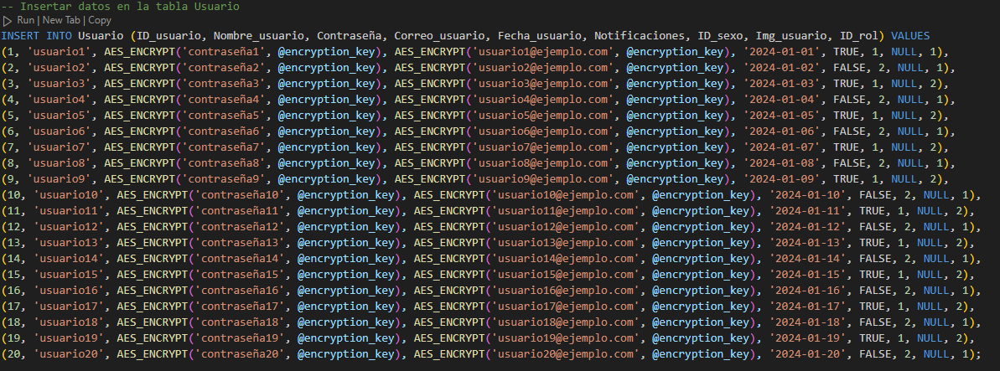 -- Insertar datos en la tabla Usuario
Run | New Tab | Copy
INSERT INTO Usuario (ID_usuario, Nombre_usuario, Contraseña, Correo_usuario, Fecha_usuario, Notificaciones, ID_sexo, Img_usuario, ID_rol) VALUES
(1, 'usuario1', AES_ENCRYPT('contraseña1', @encryption_key), AES_ENCRYPT('usuario1@ejemplo.com', @encryption_key), '2024-01-01', TRUE, 1, NULL, 1),
(2, 'usuario2', AES_ENCRYPT('contraseña2', @encryption_key), AES_ENCRYPT('usuario2@ejemplo.com', @encryption_key), '2024-01-02', FALSE, 2, NULL, 1),
(3, 'usuario3', AES_ENCRYPT('contraseña3', @encryption_key), AES_ENCRYPT('usuario3@ejemplo.com', @encryption_key), '2024-01-03', TRUE, 1, NULL, 2),
(4, 'usuario4', AES_ENCRYPT('contraseña4', @encryption_key), AES_ENCRYPT('usuario4@ejemplo.com', @encryption_key), '2024-01-04', FALSE, 2, NULL, 1),
(5, 'usuario5', AES_ENCRYPT('contraseña5', @encryption_key), AES_ENCRYPT('usuario5@ejemplo.com', @encryption_key), '2024-01-05', TRUE, 1, NULL, 2),
(6, 'usuario6', AES_ENCRYPT('contraseña6', @encryption_key), AES_ENCRYPT('usuario6@ejemplo.com', @encryption_key), '2024-01-06', FALSE, 2, NULL, 1),
(7, 'usuario7', AES_ENCRYPT('contraseña7', @encryption_key), AES_ENCRYPT('usuario7@ejemplo.com', @encryption_key), '2024-01-07', TRUE, 1, NULL, 2),
(8, 'usuario8', AES_ENCRYPT('contraseña8', @encryption_key), AES_ENCRYPT('usuario8@ejemplo.com', @encryption_key), '2024-01-08', FALSE, 2, NULL, 1),
(9, 'usuario9', AES_ENCRYPT('contraseña9', @encryption_key), AES_ENCRYPT('usuario9@ejemplo.com', @encryption_key), '2024-01-09', TRUE, 1, NULL, 2),
(10, 'usuario10', AES_ENCRYPT('contraseña10', @encryption_key), AES_ENCRYPT('usuario10@ejemplo.com', @encryption_key), '2024-01-10', FALSE, 2, NULL, 1),
(11, 'usuario11', AES_ENCRYPT('contraseña11', @encryption_key), AES_ENCRYPT('usuario11@ejemplo.com', @encryption_key), '2024-01-11', TRUE, 1, NULL, 2),
(12, 'usuario12', AES_ENCRYPT('contraseña12', @encryption_key), AES_ENCRYPT('usuario12@ejemplo.com', @encryption_key), '2024-01-12', FALSE, 2, NULL, 1),
(13, 'usuario13', AES_ENCRYPT('contraseña13', @encryption_key), AES_ENCRYPT('usuario13@ejemplo.com', @encryption_key), '2024-01-13', TRUE, 1, NULL, 2),
(14, 'usuario14', AES_ENCRYPT('contraseña14', @encryption_key), AES_ENCRYPT('usuario14@ejemplo.com', @encryption_key), '2024-01-14', FALSE, 2, NULL, 1),
(15, 'usuario15', AES_ENCRYPT('contraseña15', @encryption_key), AES_ENCRYPT('usuario15@ejemplo.com', @encryption_key), '2024-01-15', TRUE, 1, NULL, 2),
(16, 'usuario16', AES_ENCRYPT('contraseña16', @encryption_key), AES_ENCRYPT('usuario16@ejemplo.com', @encryption_key), '2024-01-16', FALSE, 2, NULL, 1),
(17, 'usuario17', AES_ENCRYPT('contraseña17', @encryption_key), AES_ENCRYPT('usuario17@ejemplo.com', @encryption_key), '2024-01-17', TRUE, 1, NULL, 2),
(18, 'usuario18', AES_ENCRYPT('contraseña18', @encryption_key), AES_ENCRYPT('usuario18@ejemplo.com', @encryption_key), '2024-01-18', FALSE, 2, NULL, 1),
(19, 'usuario19', AES_ENCRYPT('contraseña19', @encryption_key), AES_ENCRYPT('usuario19@ejemplo.com', @encryption_key), '2024-01-19', TRUE, 1, NULL, 2),
(20, 'usuario20', AES_ENCRYPT('contraseña20', @encryption_key), AES_ENCRYPT('usuario20@ejemplo.com', @encryption_key), '2024-01-20', FALSE, 2, NULL, 1);